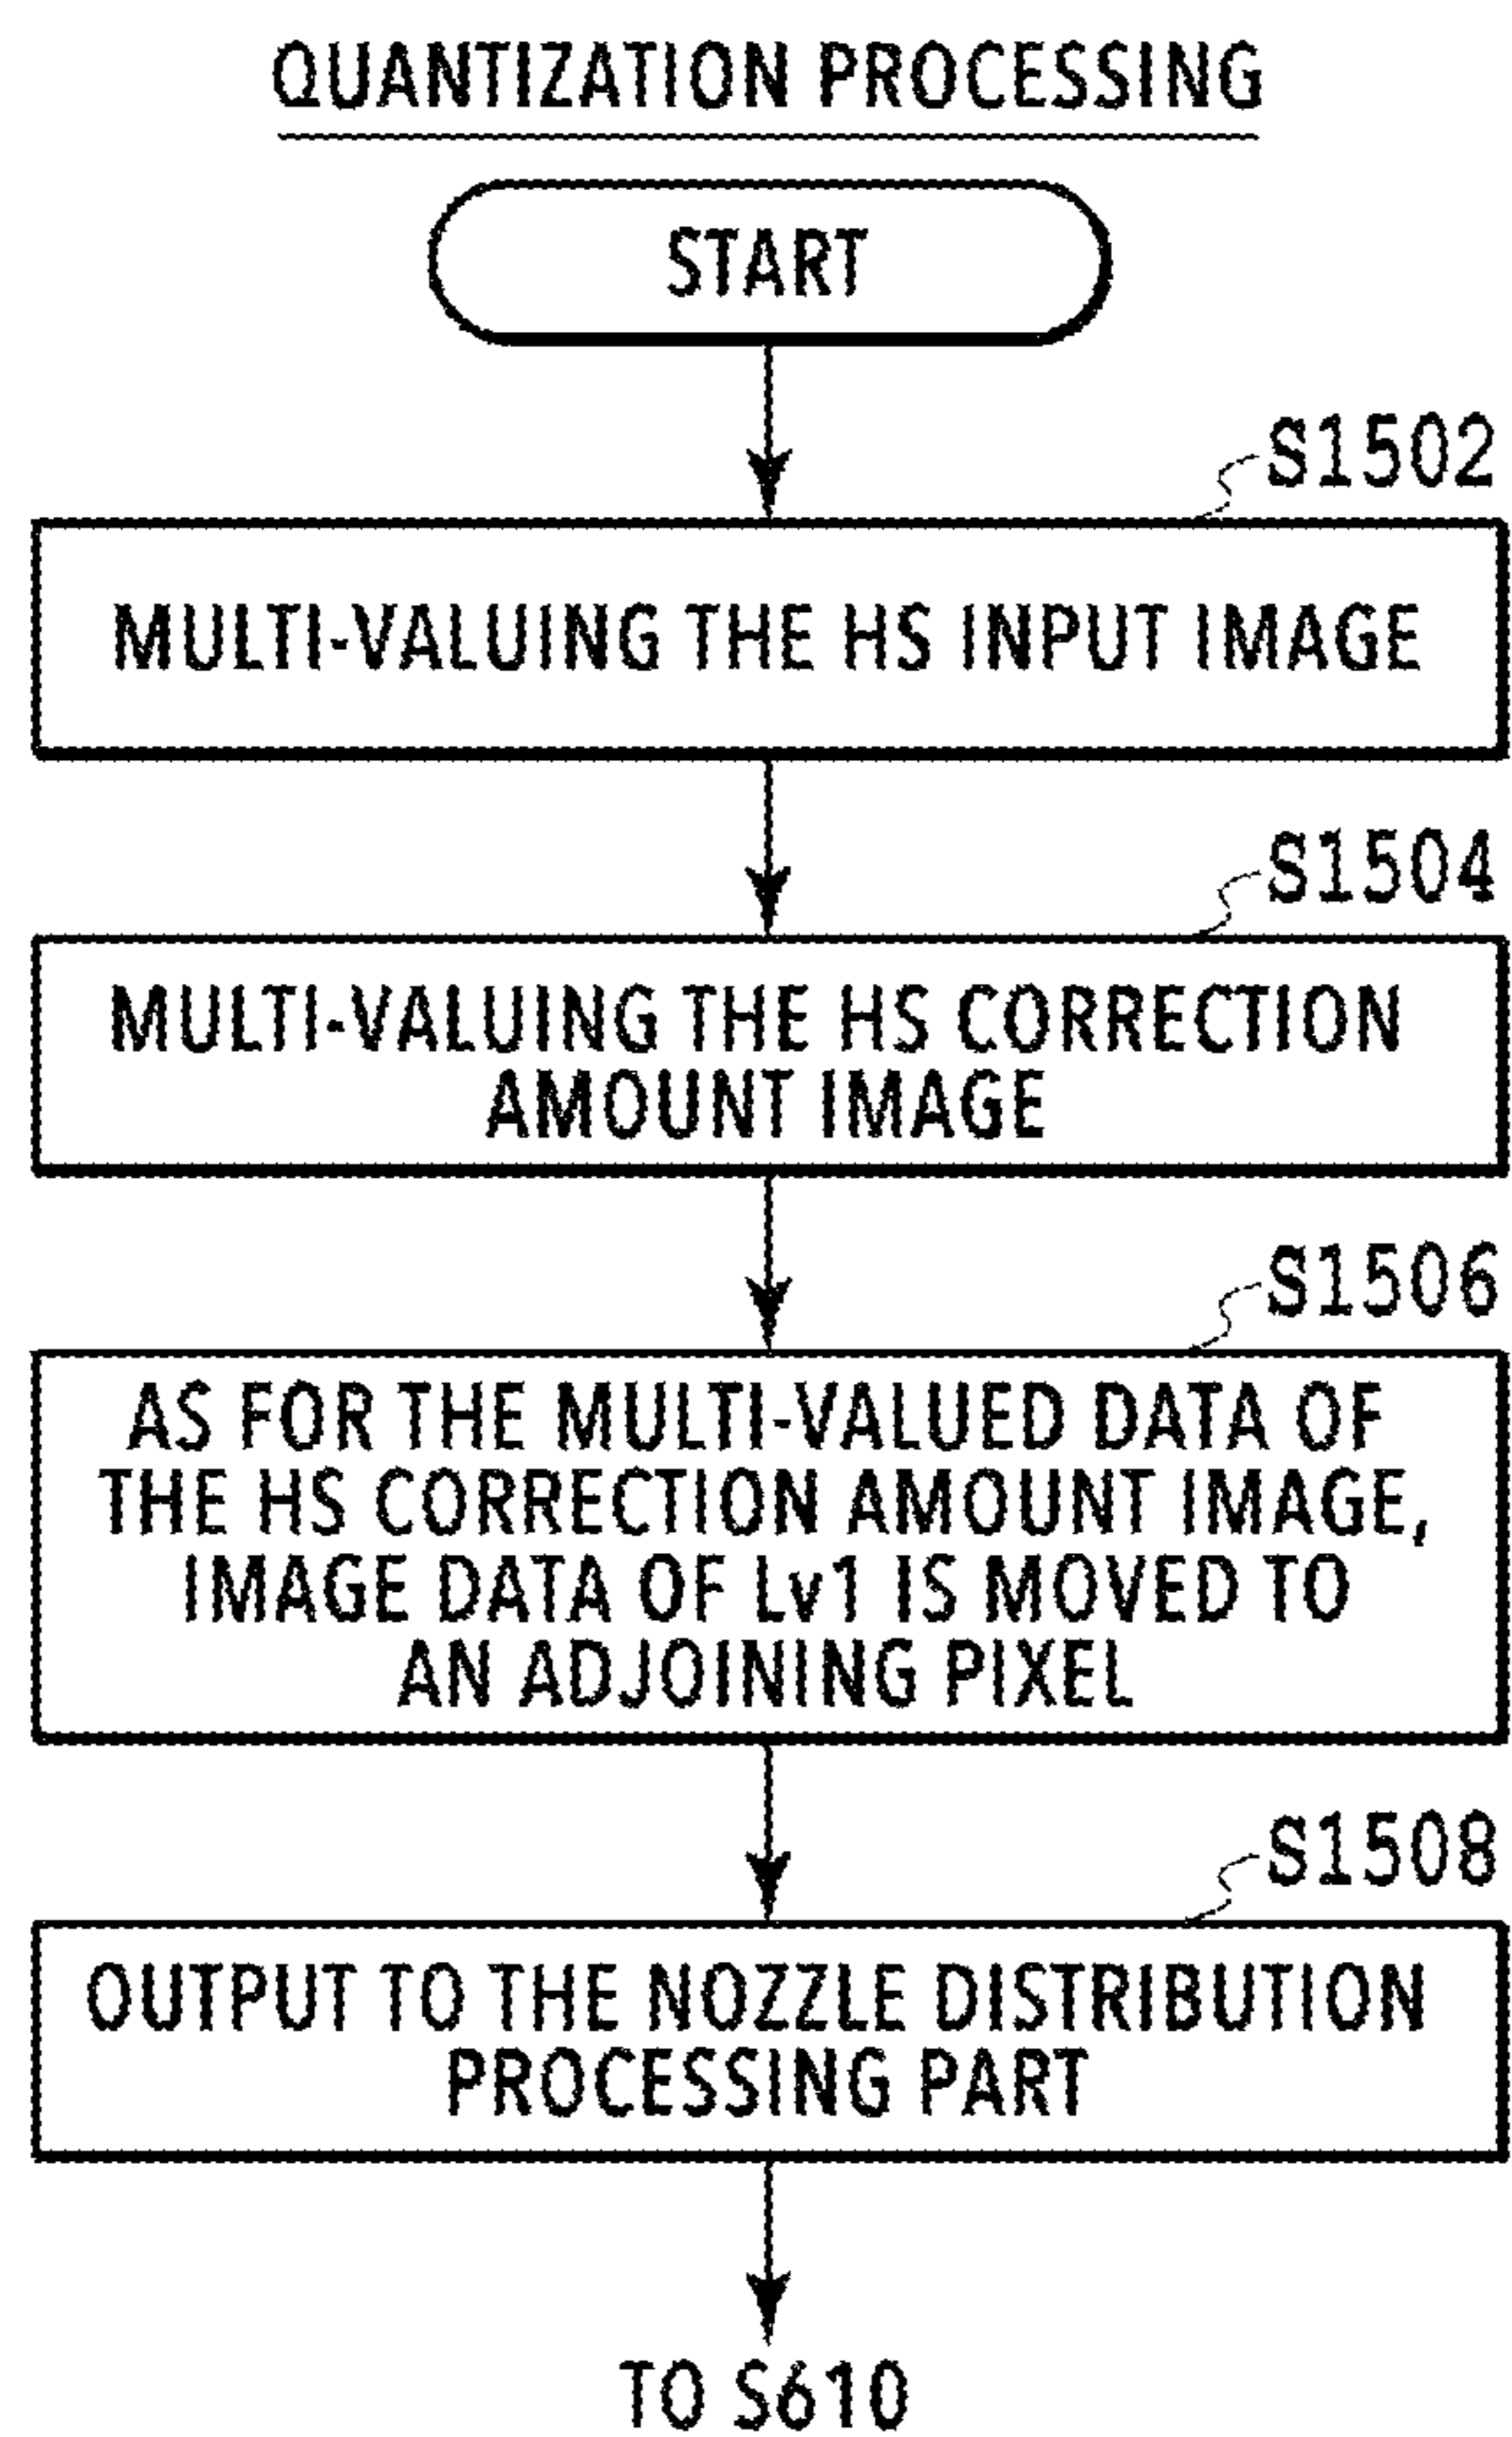 QUANTIZATION PROCESSING
START
S1502
MULTI-VALUING THE HS INPUT IMAGE
S1504
MULTI-VALUING THE HS CORRECTION
AMOUNT IMAGE
S1506
AS FOR THE MULTI-VALUED DATA OF
THE HS CORRECTION AMOUNT IMAGE,
IMAGE DATA OF Lv1 IS MOVED TO
AN ADJOINING PIXEL
S1508
OUTPUT TO THE NOZZLE DISTRIBUTION
PROCESSING PART
TO S610